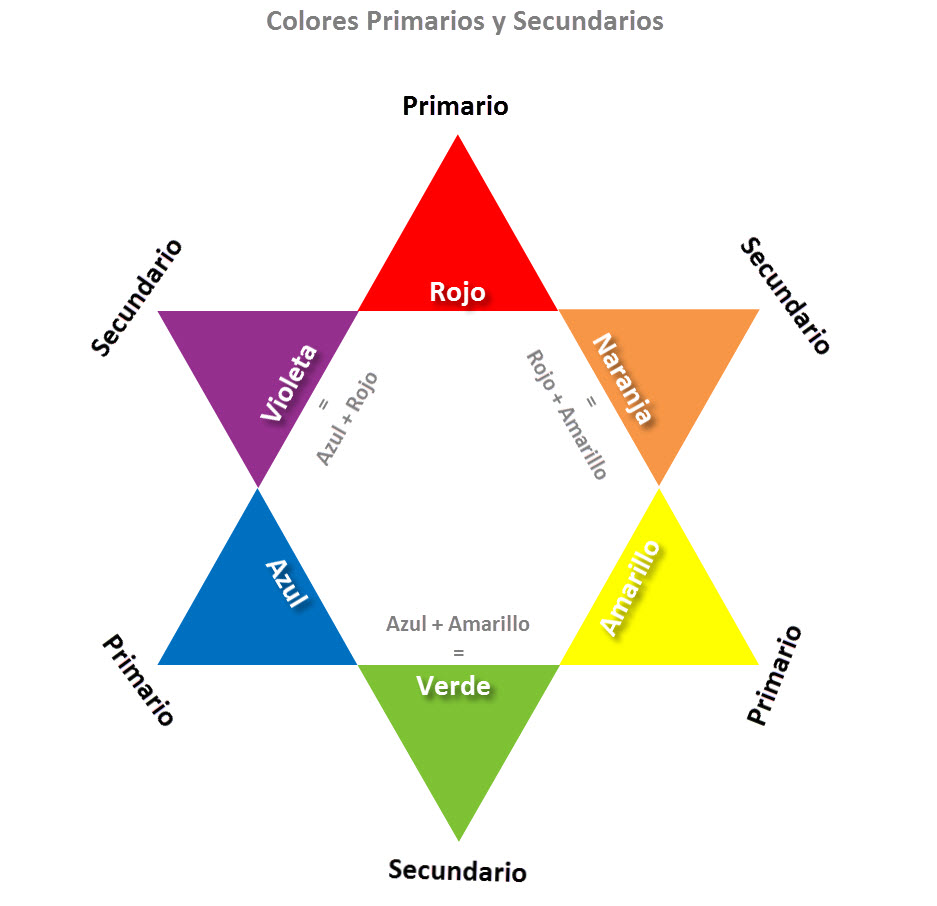 Colores Primarios y Secundarios
Primario
Rojo
Secundario
Violeta
=
Azul + Rojo
Secundario
Naranja
=
Rojo + Amarillo
Azul
Primario
Amarillo
Primario
Azul + Amarillo
=
Verde
Secundario